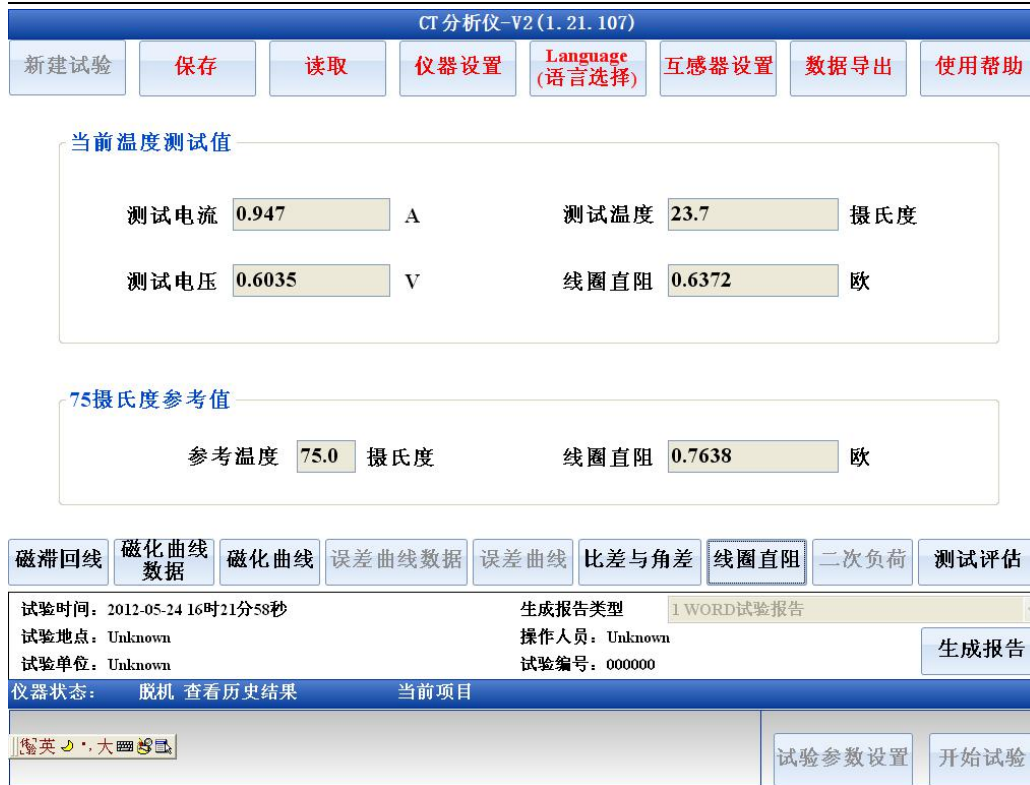 CT分析仪-V2(1.21.107)
新建试验 保存 读取 仪器设置 Language (语言选择) 互感器设置 数据导出 使用帮助
当前温度测试值
测试电流 0.947 A 测试温度 23.7 摄氏度
测试电压 0.6035 V 线圈直阻 0.6372 欧
75摄氏度参考值
参考温度 75.0 摄氏度 线圈直阻 0.7638 欧
磁滞回线 磁化曲线数据 磁化曲线 误差曲线数据 误差曲线 比差与角差 线圈直阻 二次负荷 测试评估
试验时间：2012-05-24 16时21分58秒 生成报告类型 1 WORD试验报告
试验地点：Unknown 操作人员：Unknown
试验单位：Unknown 试验编号：000000 生成报告
仪器状态： 脱机 查看历史结果 当前项目
英 大
试验参数设置 开始试验